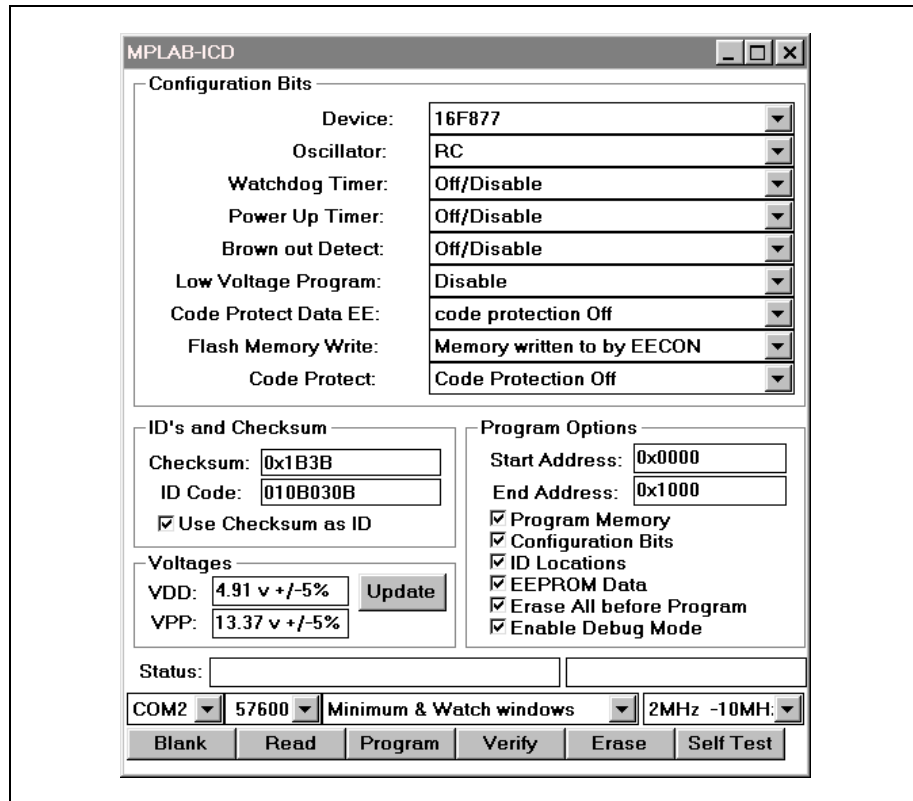 MPLAB-ICD
Configuration Bits
Device: 16F877
Oscillator: RC
Watchdog Timer: Off/Disable
Power Up Timer: Off/Disable
Brown out Detect: Off/Disable
Low Voltage Program: Disable
Code Protect Data EE: code protection Off
Flash Memory Write: Memory written to by EECON
Code Protect: Code Protection Off
ID's and Checksum
Checksum: 0x1B3B
ID Code: 010B030B
Use Checksum as ID
Voltages
VDD: 4.91 v +/-5% Update
VPP: 13.37 v +/-5%
Program Options
Start Address: 0x0000
End Address: 0x1000
Program Memory
Configuration Bits
ID Locations
EEPROM Data
Erase All before Program
Enable Debug Mode
Status:
COM2 57600 Minimum & Watch windows 2MHz -10MH
Blank Read Program Verify Erase Self Test